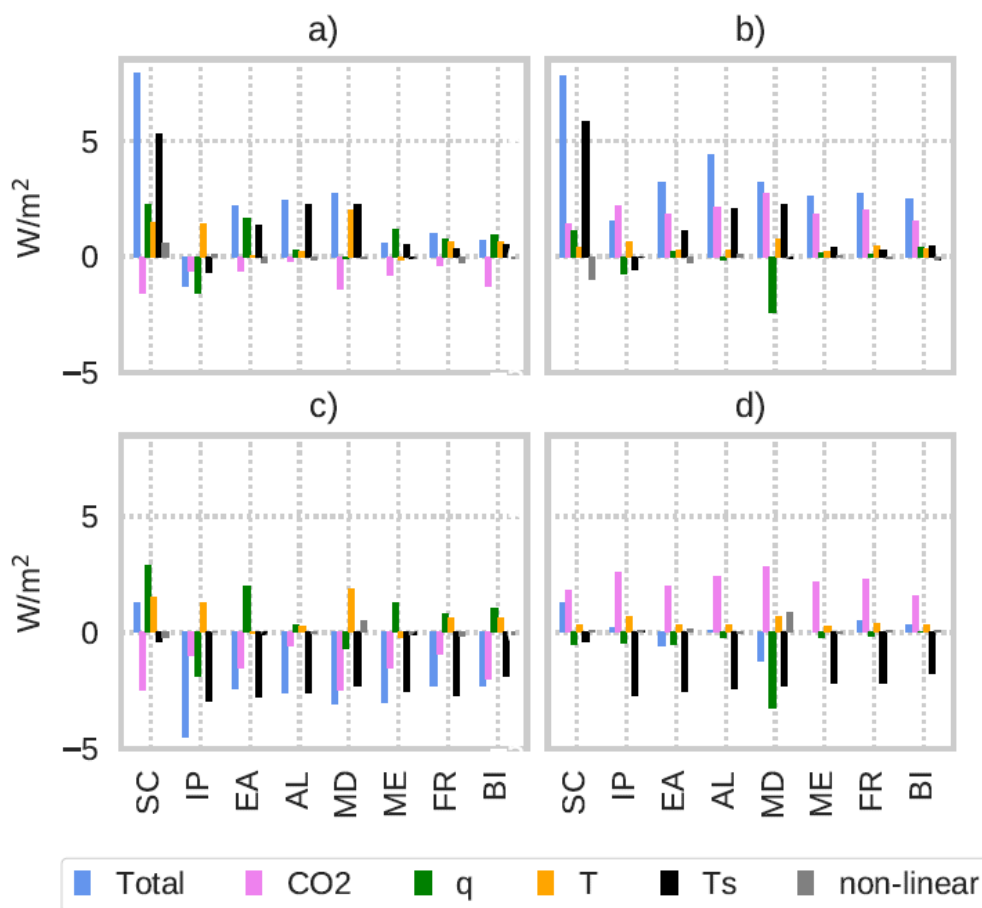 a) b)
W/m²
5 0 −5
c) d)
W/m²
5 0 −5
SC IP EA AL MD ME FR BI SC IP EA AL MD ME FR BI
Total CO2 q T Ts non-linear